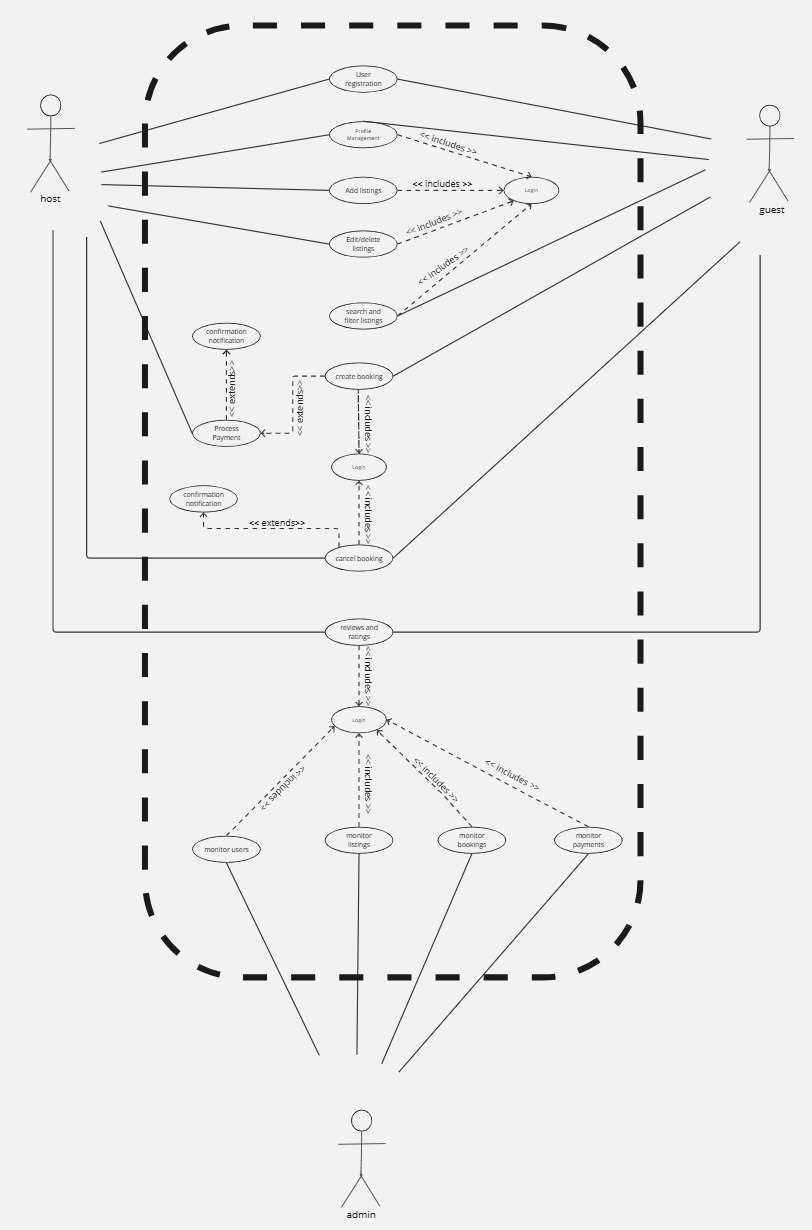 User
registration
Profile
Management
<< includes >>
Add listings
<< includes >>
Login
host
guest
Edit/delete
listings
<< includes >>
<< includes >>
search and
filter listings
confirmation
notification
create booking
<< extends>>
<< extends>>
<< includes >>
Process
Payment
Login
confirmation
notification
<< includes >>
<< extends>>
cancel booking
reviews and
ratings
<< includes >>
Login
<< includes >>
<< includes >>
<< includes >>
<< includes >>
monitor users
monitor
listings
monitor
bookings
monitor
payments
admin